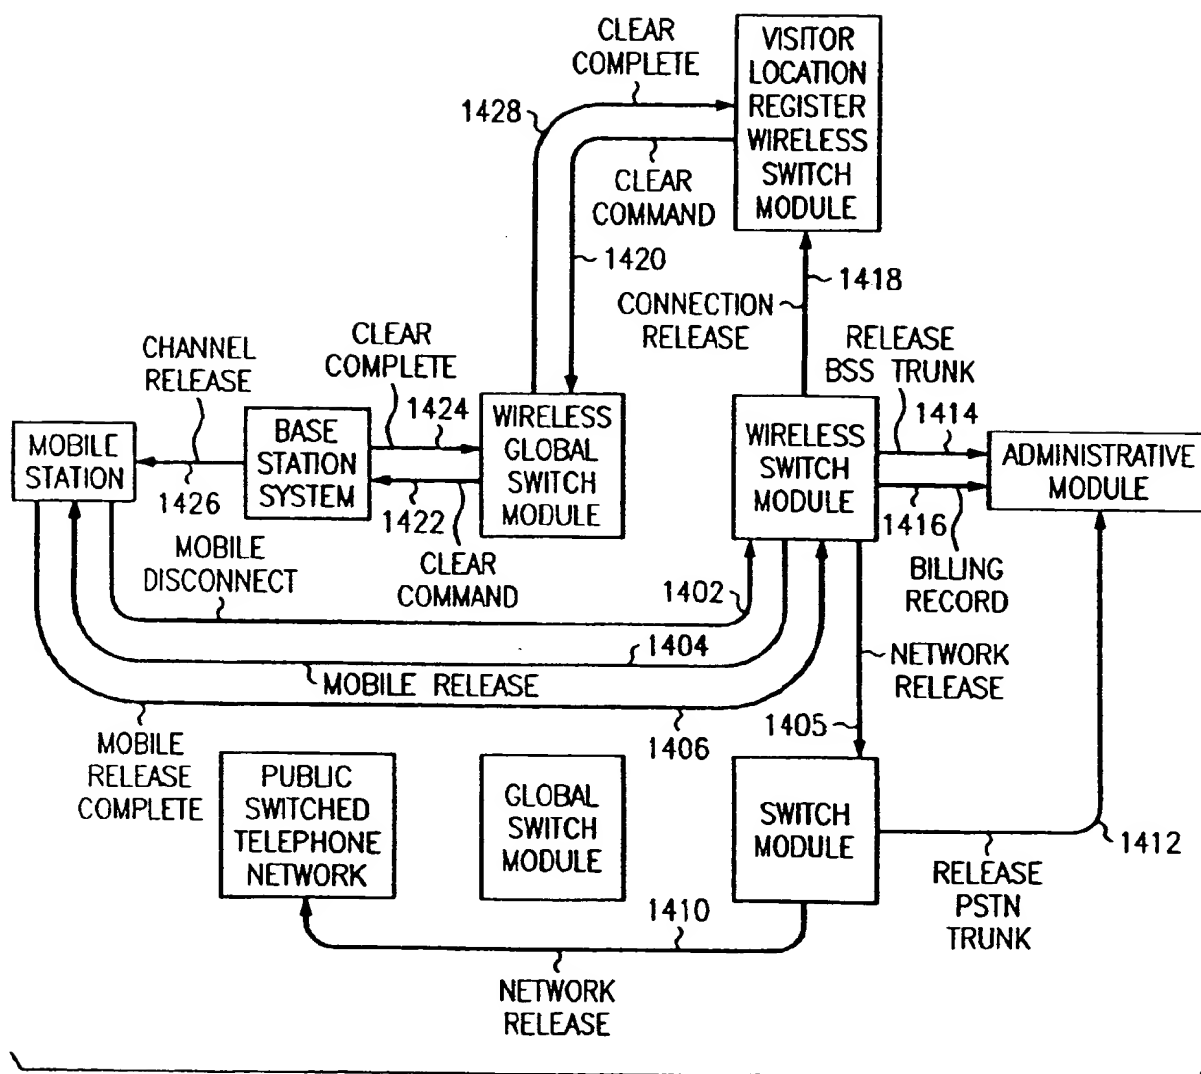 CLEAR
COMPLETE
1428
VISITOR
LOCATION
REGISTER
WIRELESS
SWITCH
MODULE
CLEAR
COMMAND
1420
1418
CONNECTION
RELEASE
RELEASE
BSS TRUNK
1414
CHANNEL
RELEASE
CLEAR
COMPLETE
1424
MOBILE
STATION
BASE
STATION
SYSTEM
WIRELESS
GLOBAL
SWITCH
MODULE
WIRELESS
SWITCH
MODULE
ADMINISTRATIVE
MODULE
1426
1422
1416
MOBILE
DISCONNECT
CLEAR
COMMAND
BILLING
RECORD
1402
1404
MOBILE RELEASE
NETWORK
RELEASE
1405
1406
MOBILE
RELEASE
COMPLETE
PUBLIC
SWITCHED
TELEPHONE
NETWORK
GLOBAL
SWITCH
MODULE
SWITCH
MODULE
1412
RELEASE
PSTN
TRUNK
1410
NETWORK
RELEASE